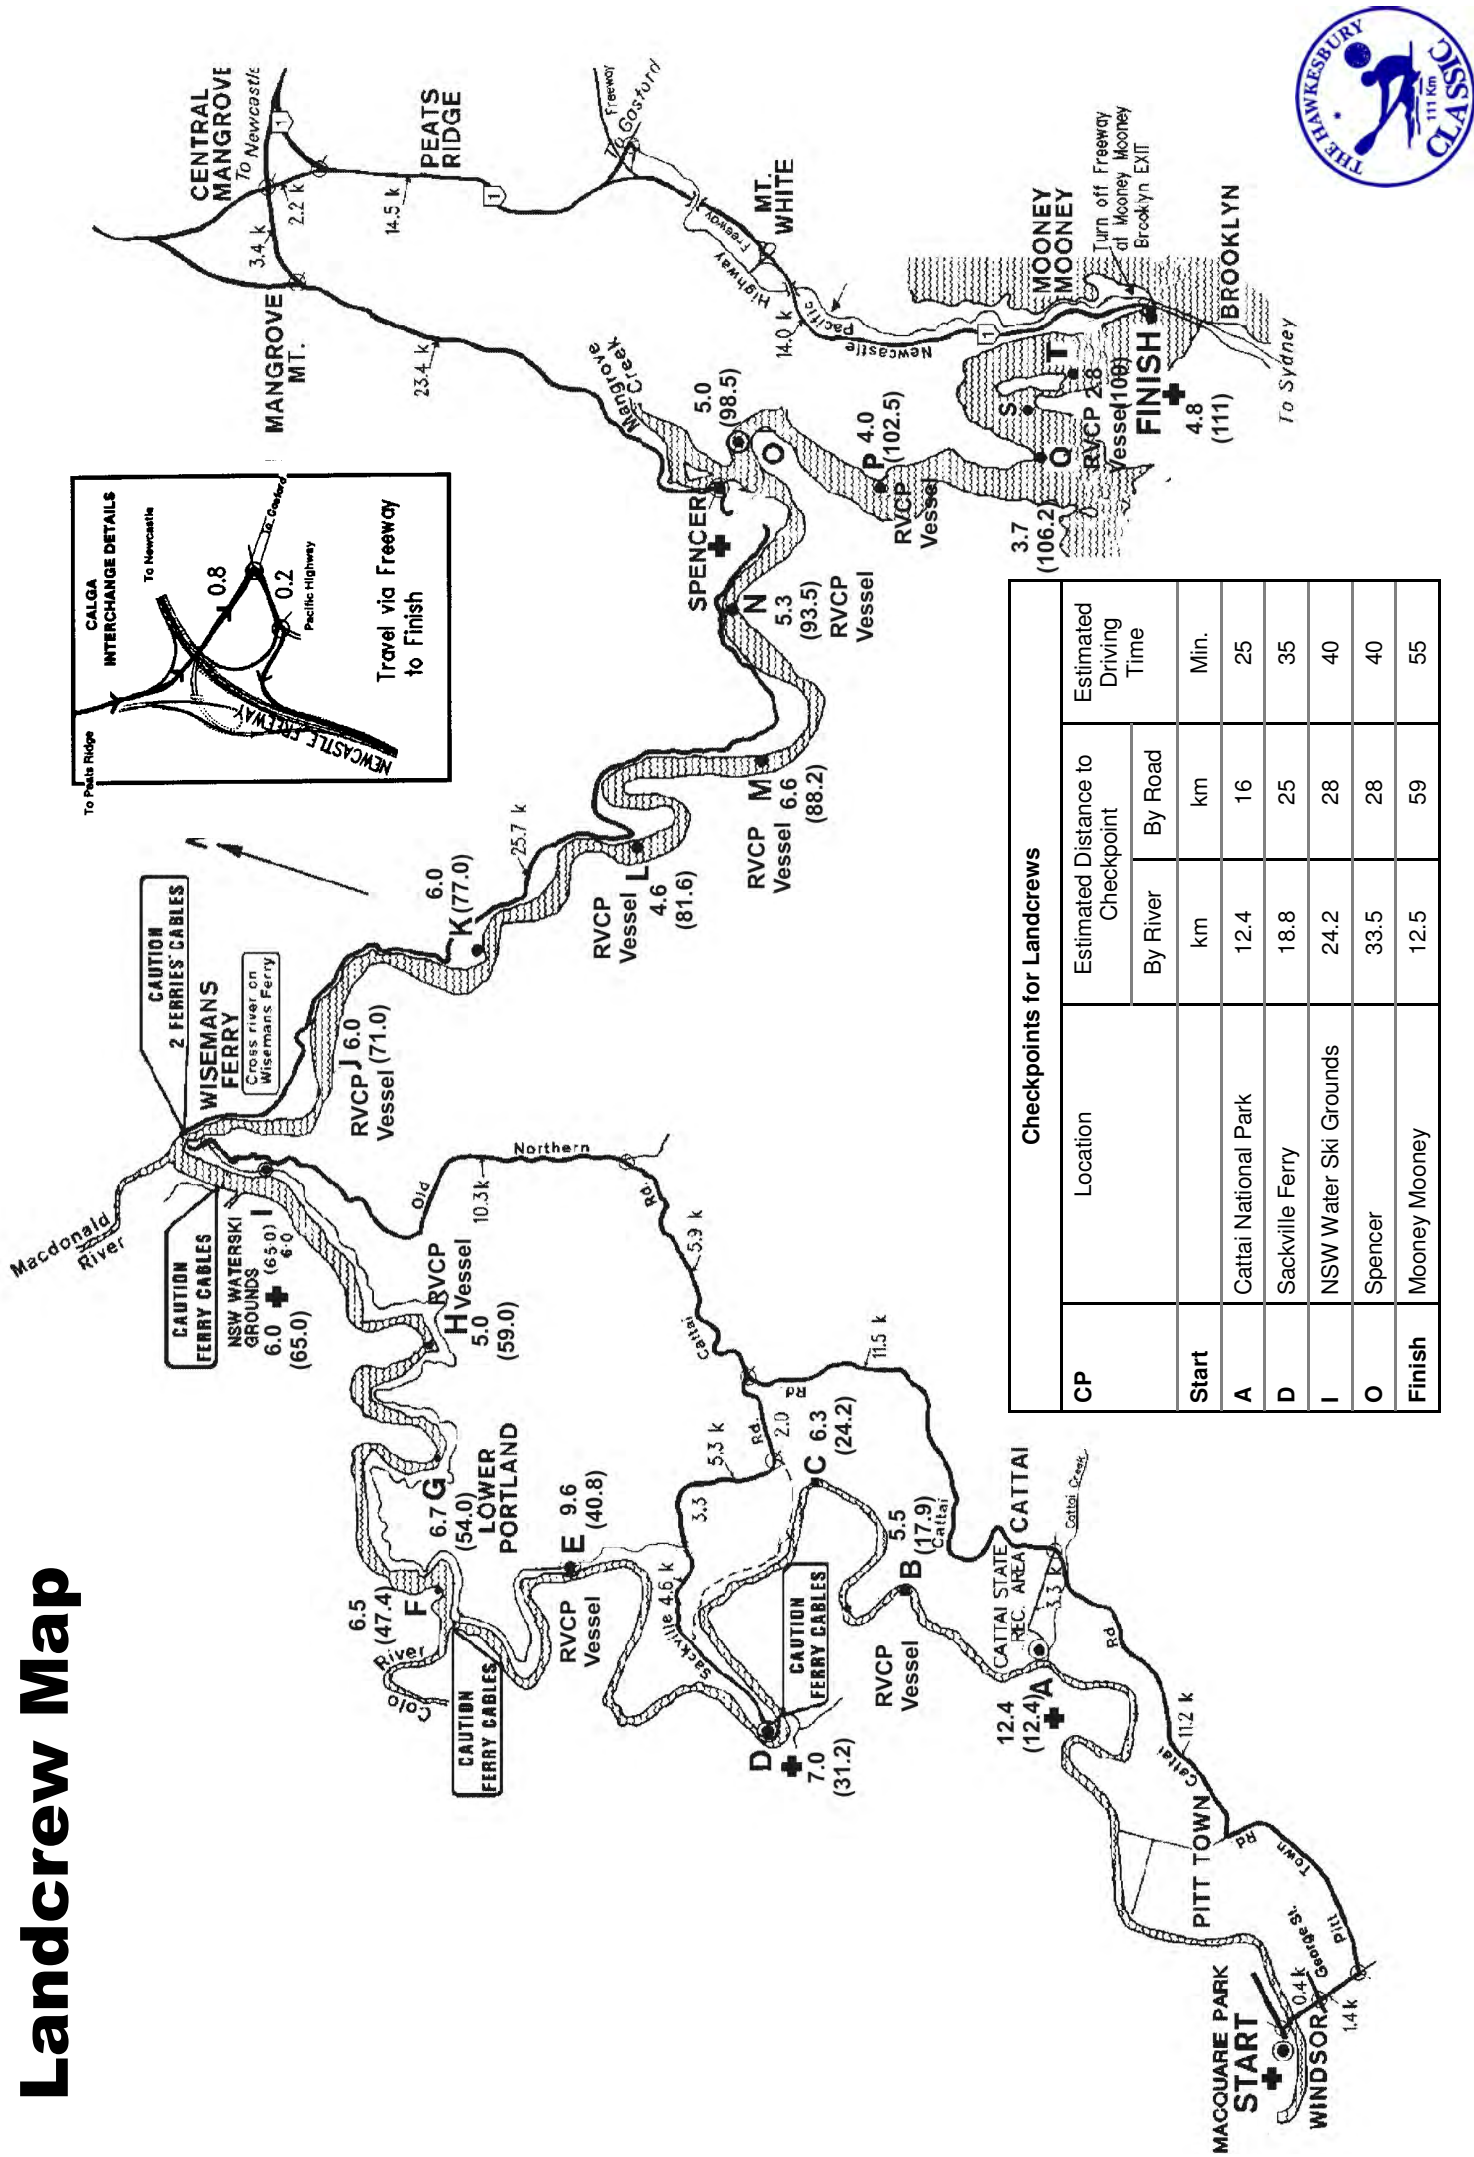 Landcrew Map
THE HAWKESBURY
111 Km
CLASSIC
CALGA
INTERCHANGE DETAILS
To Peats Ridge
To Newcastle
0.8
To Gosford
0.2
Pacific Highway
NEWCASTLE FREEWAY
Travel via Freeway
to Finish
CENTRAL
MANGROVE
To Newcastle
1
2.2 k
3.4 k
MANGROVE
MT.
14.5 k
PEATS
RIDGE
1
23.4 k
Freeway
To Gosford
MT.
WHITE
Freeway
Highway
14.0 k
Pacific
Newcastle
1
MOONEY
MOONEY
Turn off Freeway
at Mooney Mooney
Brooklyn EXIT
BROOKLYN
To Sydney
FINISH
4.8
(111)
T
RVCP 2.8
Vessel(109)
S
Q
3.7
(106.2)
P 4.0
(102.5)
RVCP
Vessel
O
5.0
(98.5)
Mangrove
Creek
SPENCER
N
5.3
(93.5)
RVCP
Vessel
M
RVCP
Vessel 6.6
(88.2)
L
RVCP
Vessel
4.6
(81.6)
25.7 k
6.0
K (77.0)
J 6.0
RVCP (71.0)
Vessel
CAUTION
2 FERRIES' CABLES
WISEMANS
FERRY
Cross river on
Wisemans Ferry
Macdonald
River
CAUTION
FERRY CABLES
NSW WATERSKI
GROUNDS
I
(65.0)
6.0
6.0
(65.0)
RVCP
H Vessel
5.0
(59.0)
Old
Northern
10.3k
Rd
5.9 k
Cattai
11.5 k
Rd
2.0
Rd.
5.3 k
3.3
G
6.7
(54.0)
LOWER
PORTLAND
F
6.5
(47.4)
Colo
River
CAUTION
FERRY CABLES
E 9.6
(40.8)
RVCP
Vessel
Sackville 4.6 k
D
7.0
(31.2)
CAUTION
FERRY CABLES
C 6.3
(24.2)
B
5.5
(17.9)
Cattai
RVCP
Vessel
CATTAI STATE
REC. AREA
CATTAI
Cattai Creek
3.3 k
A
12.4
(12.4)
Rd
11.2 k
Cattai
PITT TOWN
Rd
Town
Pitt
George St.
0.4 k
1.4k
MACQUARIE PARK
START
WINDSOR
Checkpoints for Landcrews
CP Location Estimated Distance to Checkpoint Estimated Driving Time
By River By Road
Start km km Min.
A Cattai National Park 12.4 16 25
D Sackville Ferry 18.8 25 35
I NSW Water Ski Grounds 24.2 28 40
O Spencer 33.5 28 40
Finish Mooney Mooney 12.5 59 55